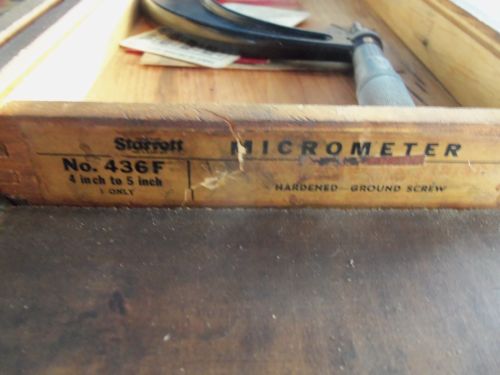 Starrett
No. 436F
4 inch to 5 inch
1 ONLY
MICROMETER
HARDENED GROUND SCREW